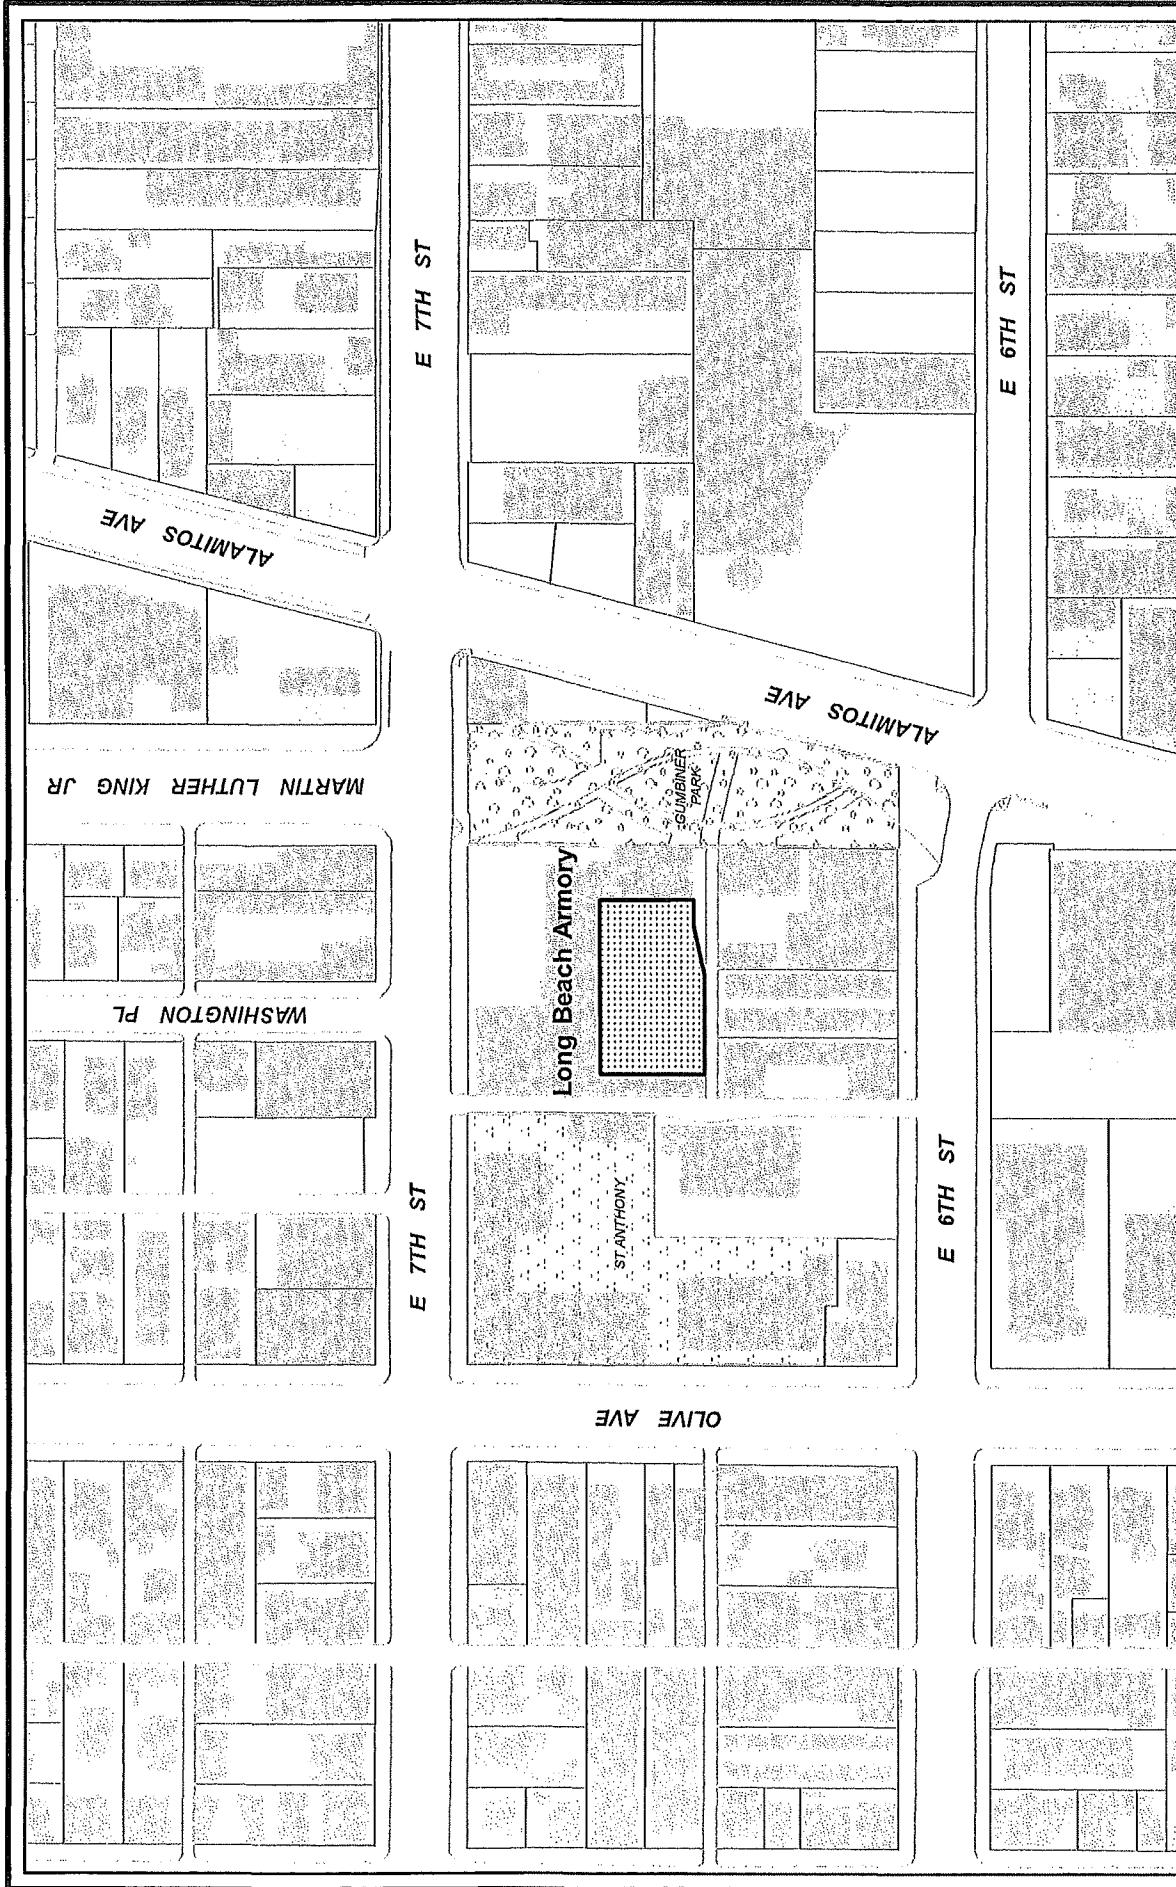 ALAMITOS AVE
E 7TH ST
E 6TH ST
MARTIN LUTHER KING JR
ALAMITOS AVE
GUMBINER
PARK
Long Beach Armory
WASHINGTON PL
E 7TH ST
ST ANTHONY
E 6TH ST
OLIVE AVE